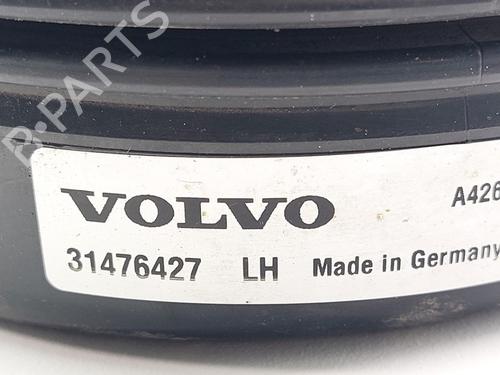 B-PARTS
VOLVO
A426
31476427 LH Made in Germany